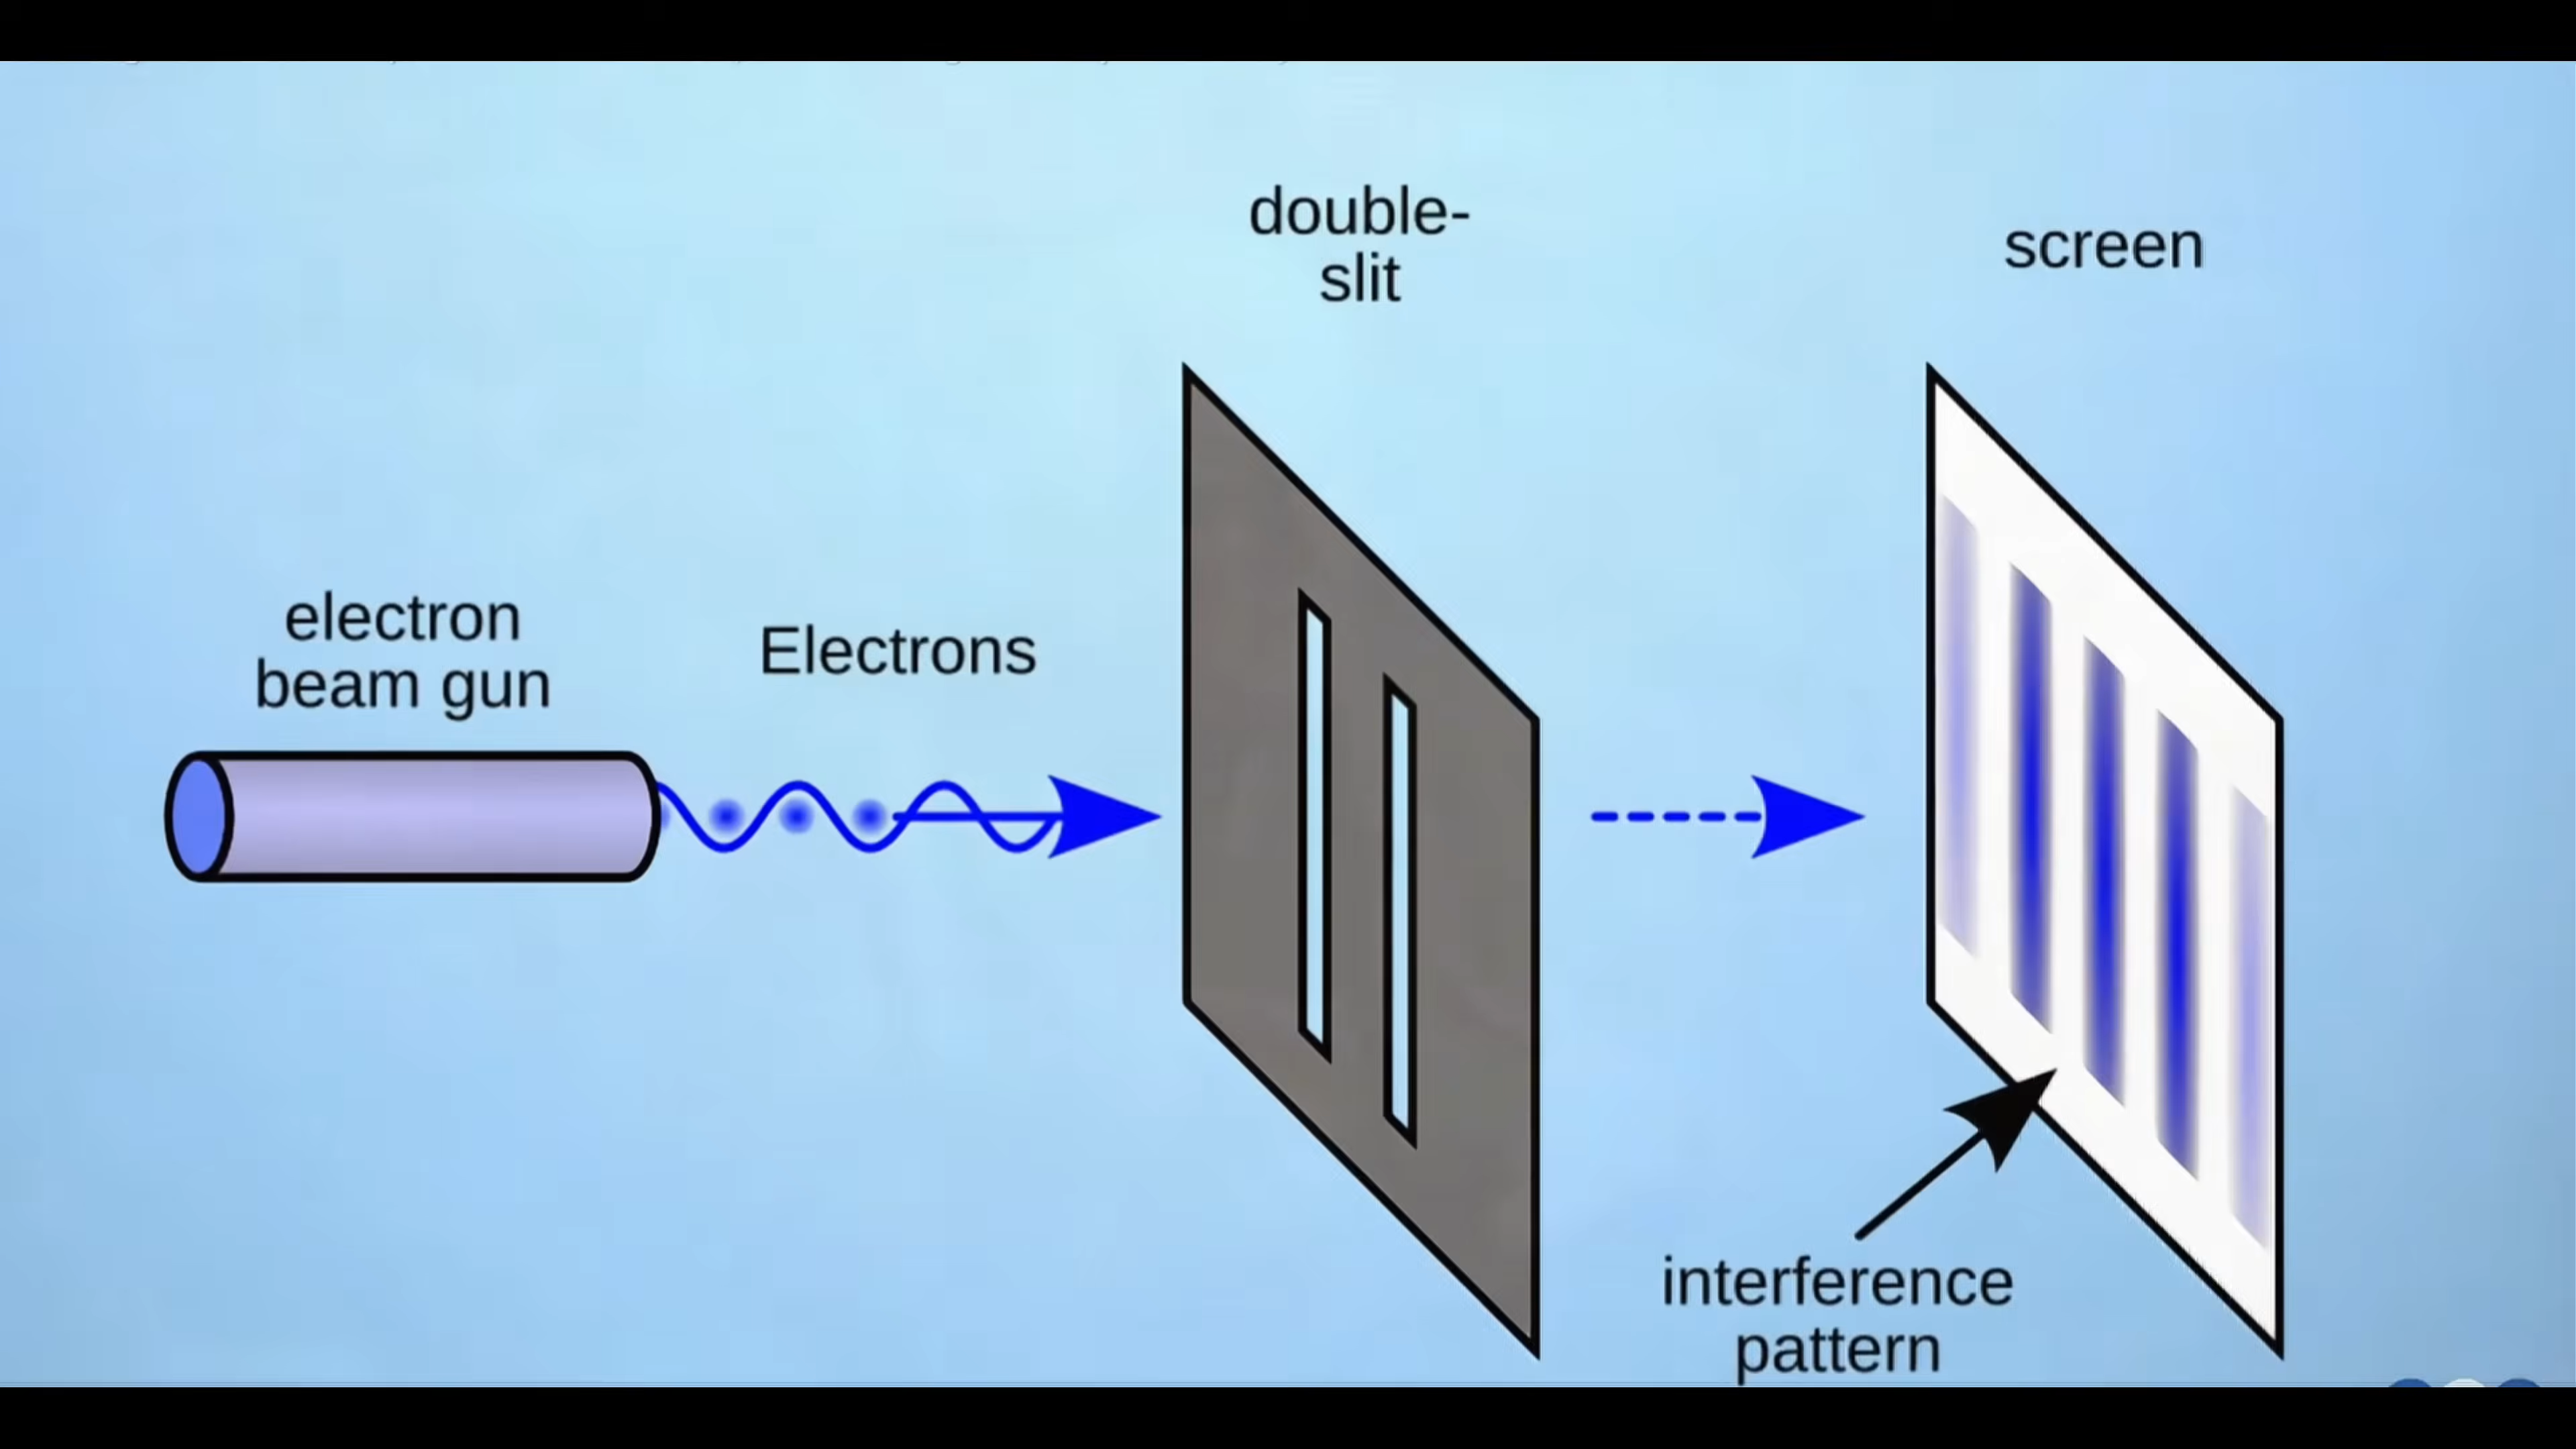 double-
slit
screen
electron
beam gun
Electrons
interference
pattern